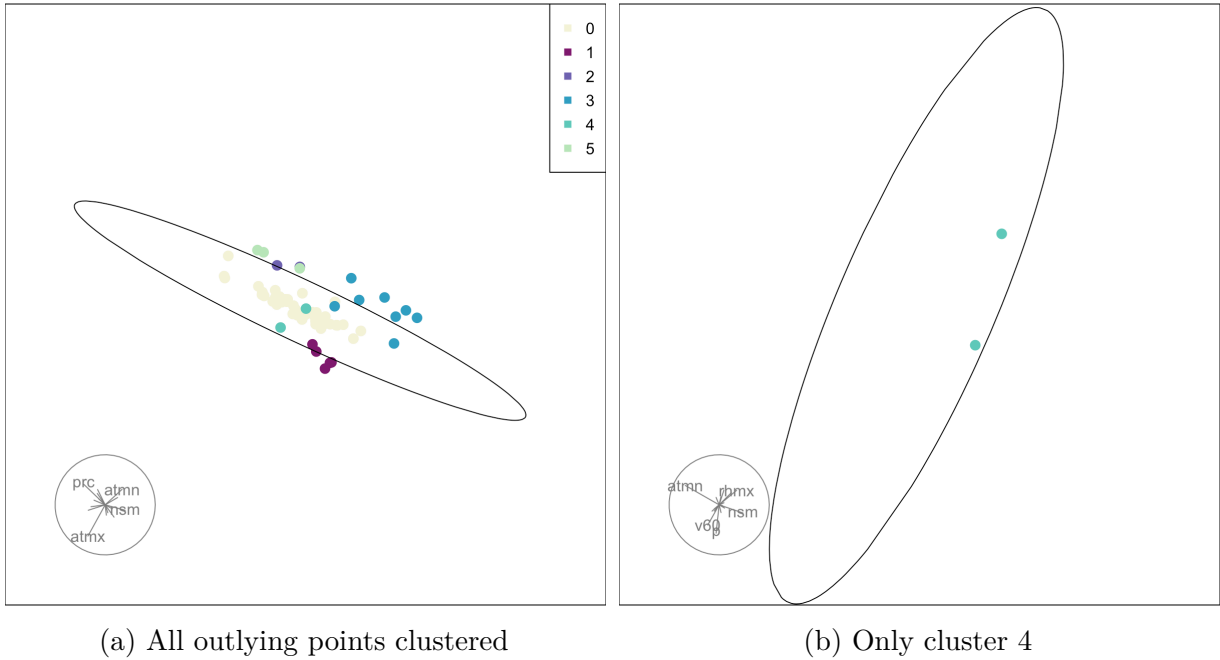 0
1
2
3
4
5
prc
atmn
nsm
atmx
atmn
rhmx
nsm
v60
p
(a) All outlying points clustered
(b) Only cluster 4